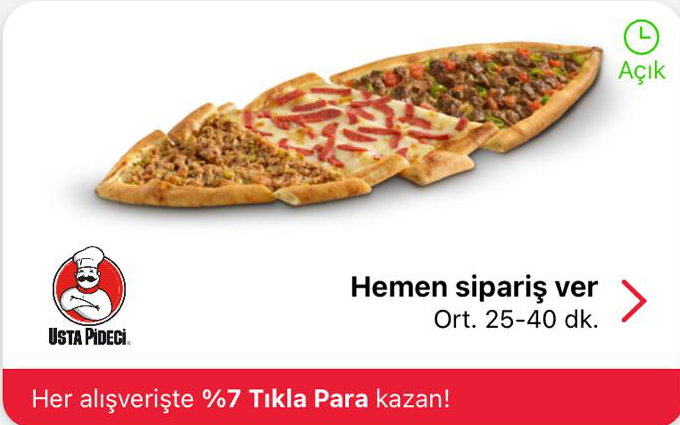 Açık
Hemen sipariş ver
Ort. 25-40 dk.
USTA PİDECİ
Her alışverişte %7 Tıkla Para kazan!